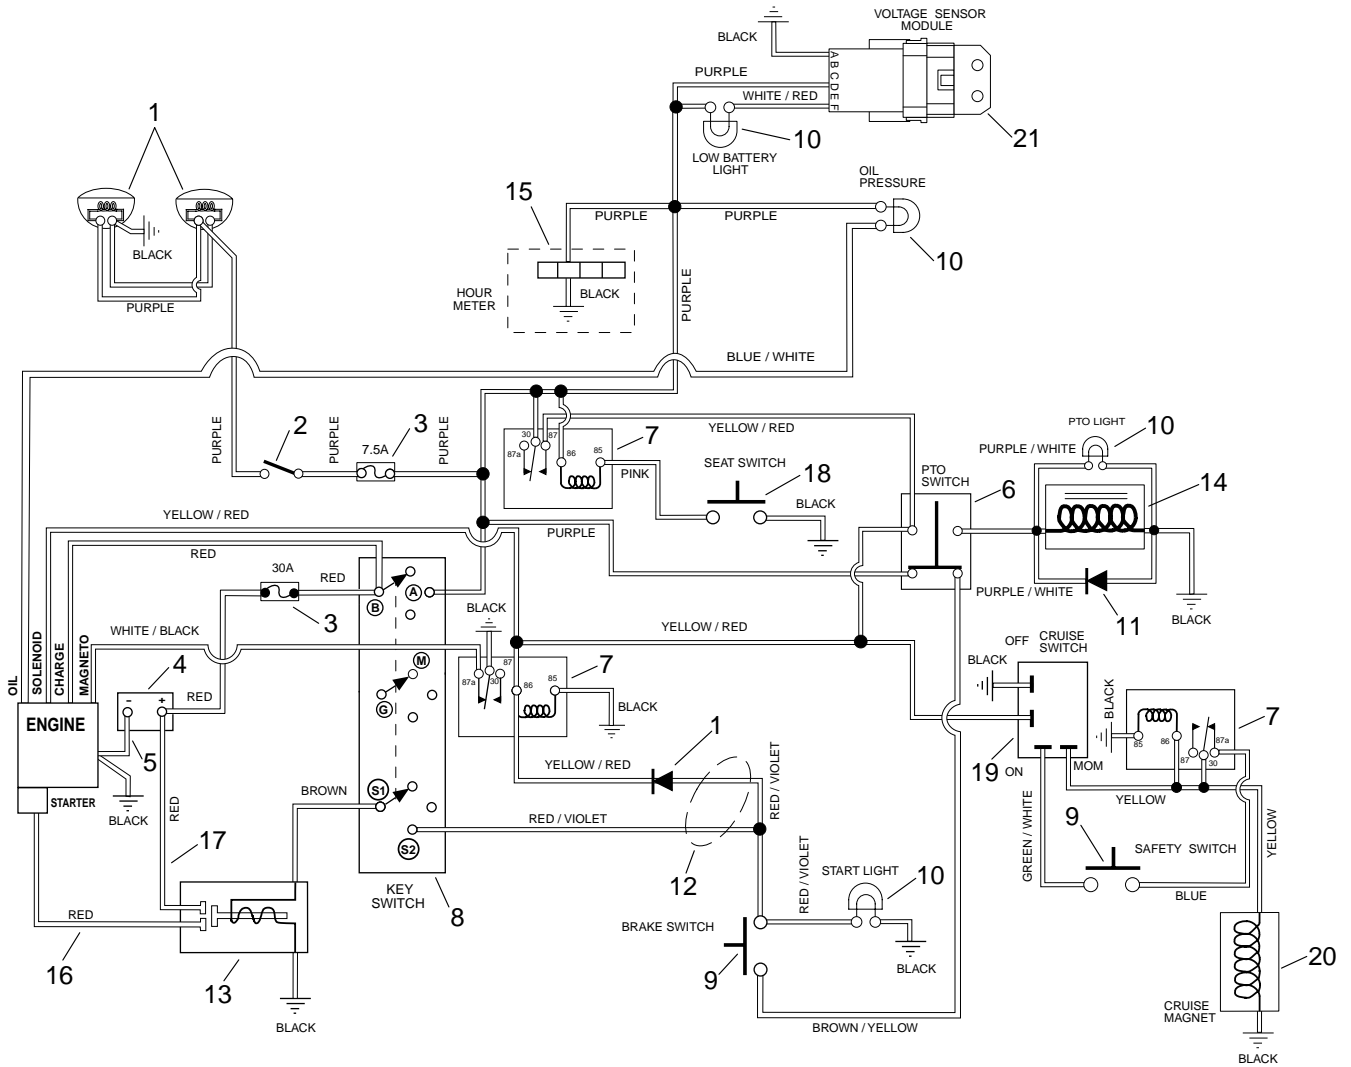 VOLTAGE SENSOR
MODULE
BLACK
A
B
C
D
E
F
PURPLE
WHITE / RED
21
10
LOW BATTERY
LIGHT
1
OIL
PRESSURE
15
PURPLE
PURPLE
10
BLACK
HOUR
METER
BLACK
PURPLE
PURPLE
BLUE / WHITE
PURPLE
2
PURPLE
3
7.5A
PURPLE
30
87
87a
86
85
7
YELLOW / RED
PINK
SEAT SWITCH
18
BLACK
PTO
SWITCH
6
PTO LIGHT
10
PURPLE / WHITE
14
YELLOW / RED
RED
PURPLE
30A
RED
3
B
A
BLACK
PURPLE / WHITE
11
BLACK
WHITE / BLACK
YELLOW / RED
OFF
CRUISE
SWITCH
OIL
SOLENOID
CHARGE
MAGNETO
4
RED
M
G
87
87a
30
86
85
7
BLACK
BLACK
BLACK
7
85
86
87
30
87a
ENGINE
-
+
5
STARTER
BLACK
RED
17
BROWN
S1
S2
KEY
SWITCH
8
YELLOW / RED
1
RED / VIOLET
RED / VIOLET
12
19
ON
MOM
YELLOW
GREEN / WHITE
9
SAFETY SWITCH
BLUE
YELLOW
RED
16
13
BLACK
RED / VIOLET
START LIGHT
10
BRAKE SWITCH
9
BLACK
BROWN / YELLOW
20
CRUISE
MAGNET
BLACK